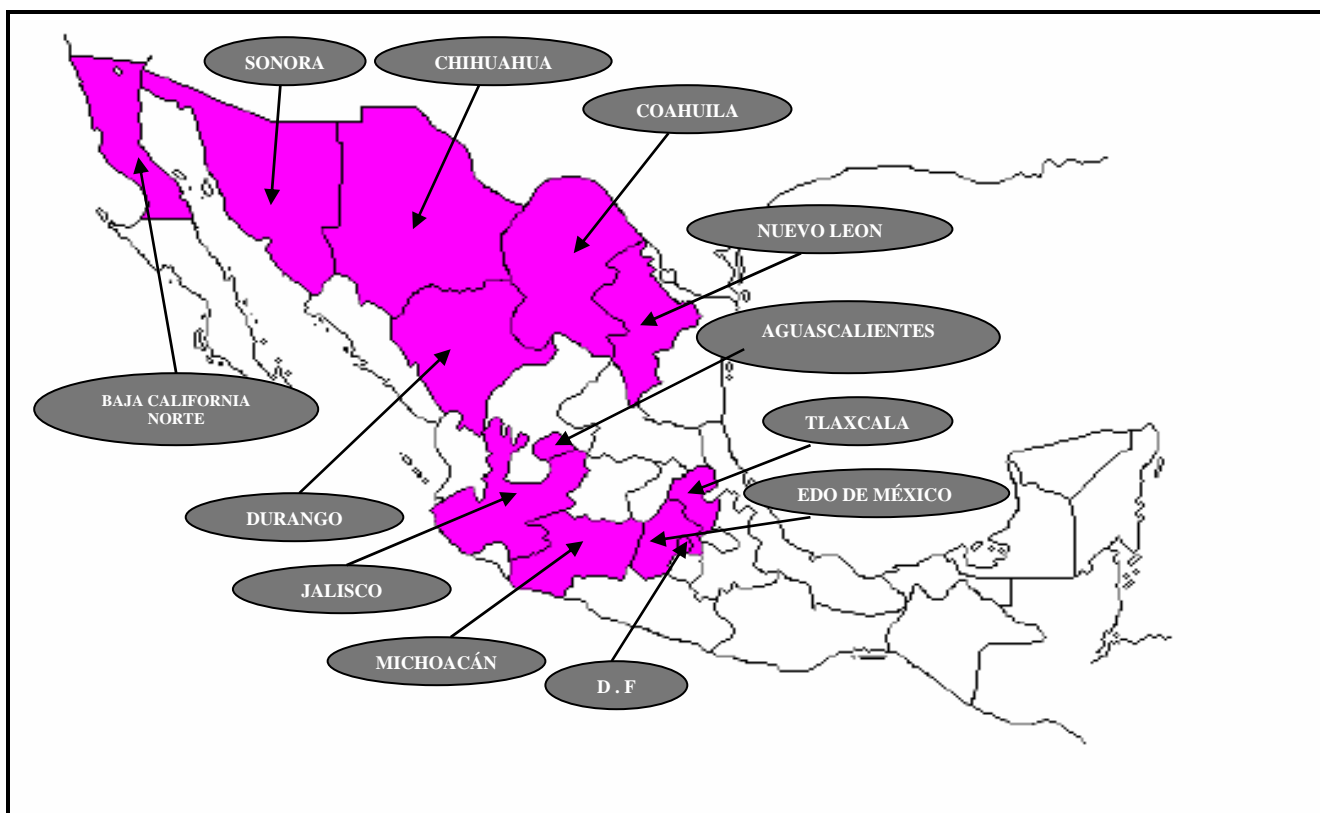 SONORA
CHIHUAHUA
COAHUILA
NUEVO LEON
AGUASCALIENTES
BAJA CALIFORNIA
NORTE
TLAXCALA
EDO DE MÉXICO
DURANGO
JALISCO
MICHOACÁN
D . F